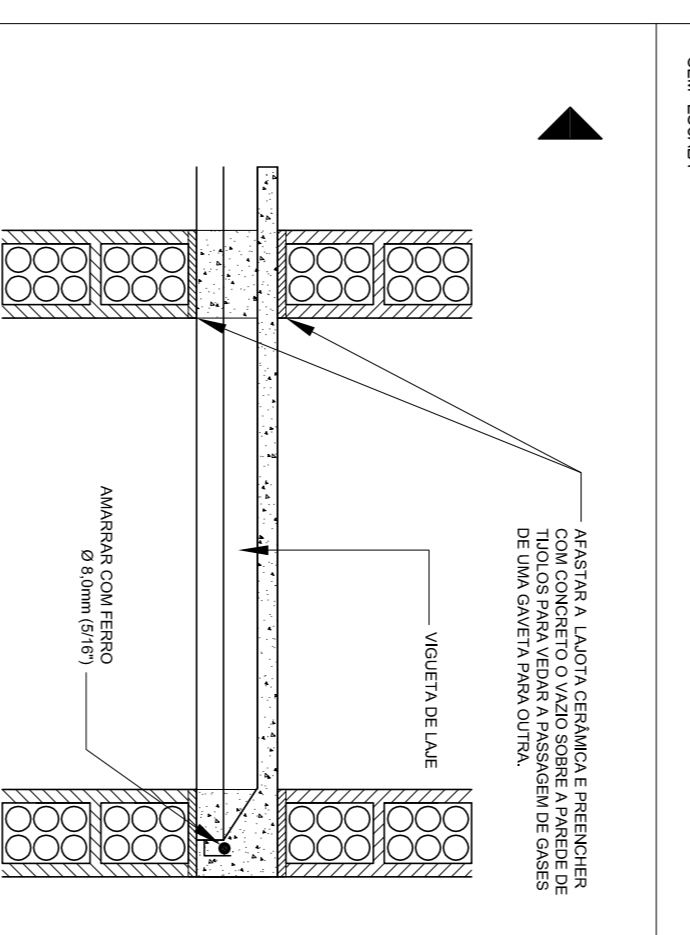 AFASTAR A LAJOTA CERÂMICA E PREENCHER
COM CONCRETO O VAZIO SOBRE A PAREDE DE
TIJOLOS PARA VEDAR A PASSAGEM DE GASES
DE UMA GAVETA PARA OUTRA.
VIGUETA DE LAJE
AMARRAR COM FERRO
Ø 8,0mm (5/16")